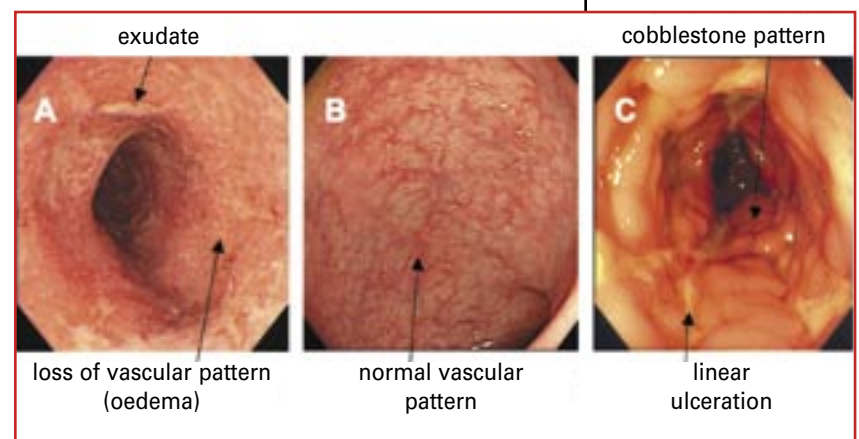 exudate
cobblestone pattern
A
B
C
loss of vascular pattern
(oedema)
normal vascular
pattern
linear
ulceration